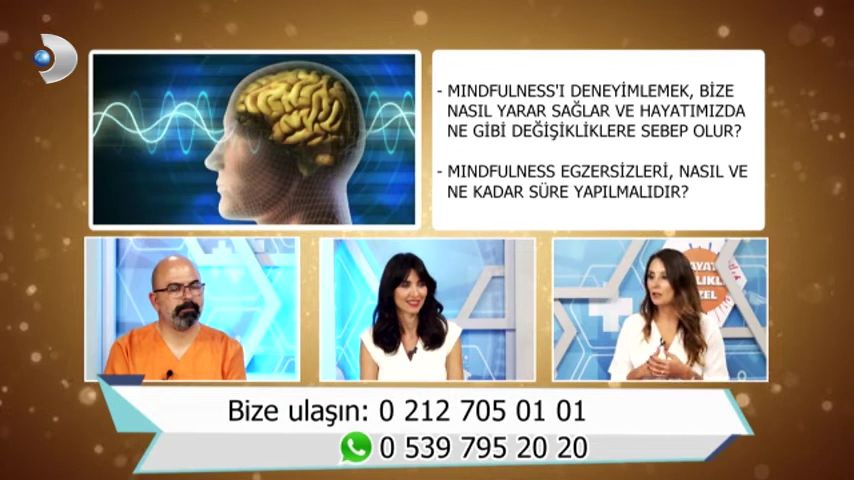 - MINDFULNESS'I DENEYİMLEMEK, BİZE
NASIL YARAR SAĞLAR VE HAYATIMIZDA
NE GİBİ DEĞİŞİKLİKLERE SEBEP OLUR?
- MINDFULNESS EGZERSİZLERİ, NASIL VE
NE KADAR SÜRE YAPILMALIDIR?
Bize ulaşın: 0 212 705 01 01
0 539 795 20 20